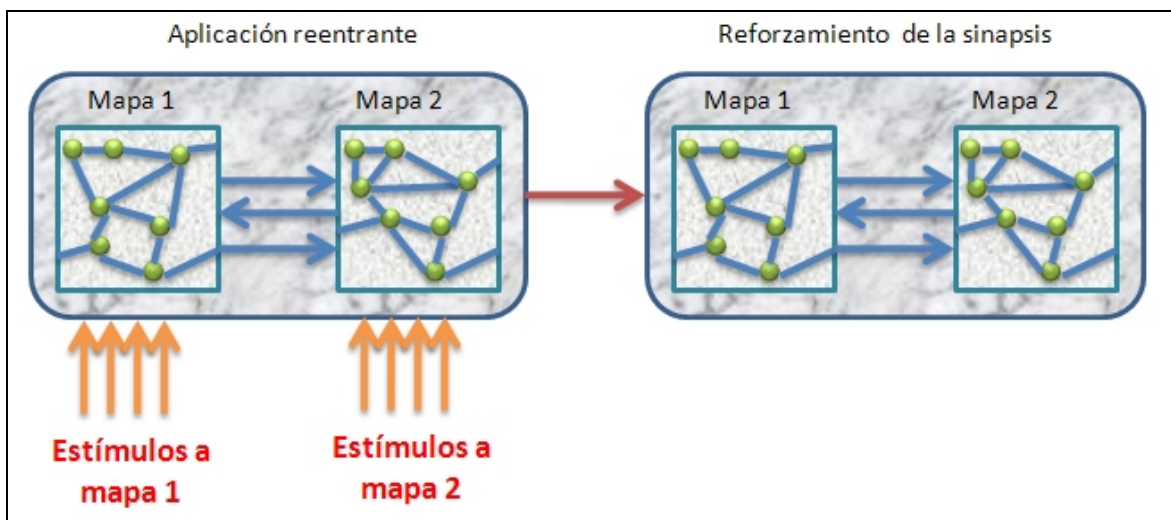 Aplicación reentrante
Reforzamiento de la sinapsis
Mapa 1
Mapa 2
Mapa 1
Mapa 2
Estímulos a
mapa 1
Estímulos a
mapa 2